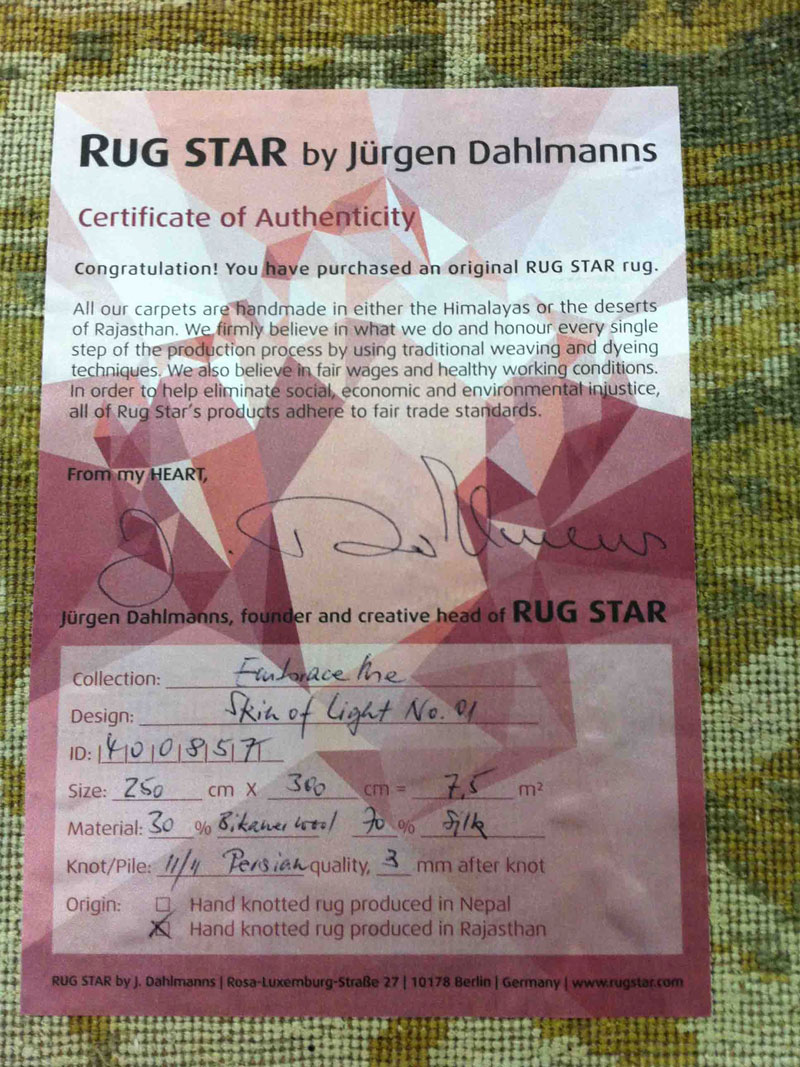 RUG STAR by Jürgen Dahlmanns
Certificate of Authenticity
Congratulation! You have purchased an original RUG STAR rug.
All our carpets are handmade in either the Himalayas or the deserts
of Rajasthan. We firmly believe in what we do and honour every single
step of the production process by using traditional weaving and dyeing
techniques. We also believe in fair wages and healthy working conditions.
In order to help eliminate social, economic and environmental injustice,
all of Rug Star's products adhere to fair trade standards.
From my HEART,
J. Dahlmanns
Jürgen Dahlmanns, founder and creative head of RUG STAR
Collection: Embrace Me
Design: Skin of Light No. 01
ID: |4|0|0|8|5|7|
Size: 250 cm X 300 cm = 7,5 m²
Material: 30 % Bikaner wool 70 % Silk
Knot/Pile: 11/11 Persian quality, 3 mm after knot
Origin: ☐ Hand knotted rug produced in Nepal
☒ Hand knotted rug produced in Rajasthan
RUG STAR by J. Dahlmanns | Rosa-Luxemburg-Straße 27 | 10178 Berlin | Germany | www.rugstar.com